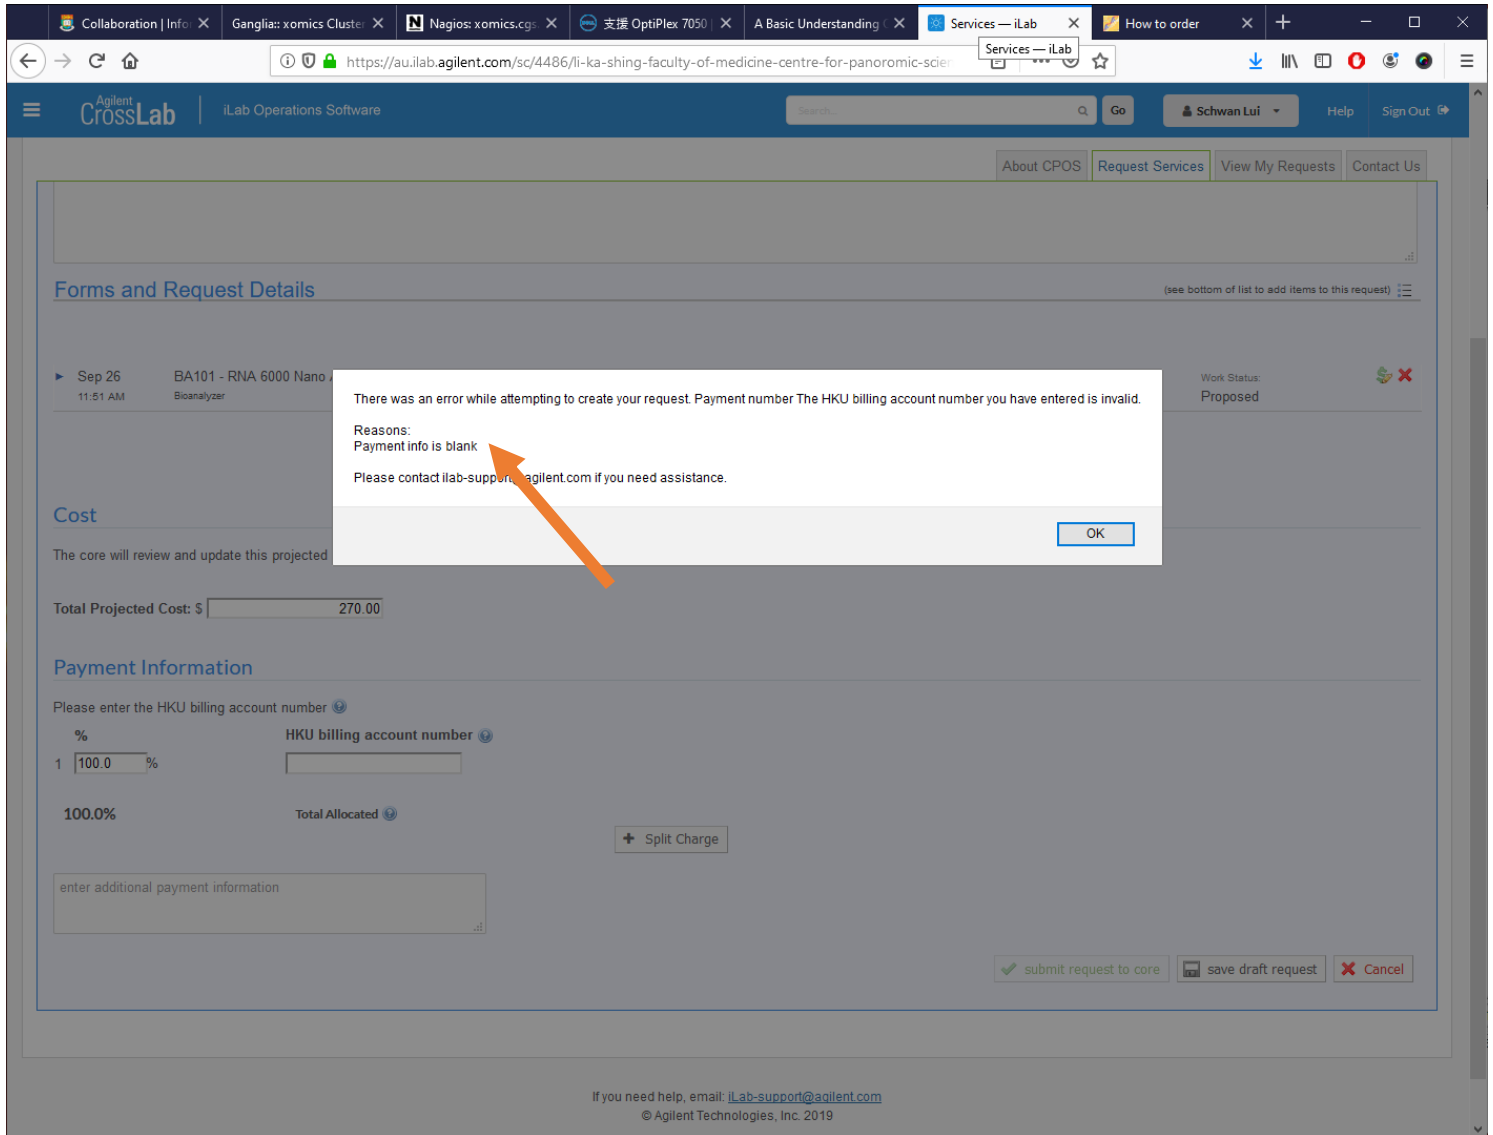 Collaboration | Infor
Ganglia:: xomics Cluster
Nagios: xomics.cgs.
支援 OptiPlex 7050 |
A Basic Understanding
Services — iLab
How to order
Services — iLab
https://au.ilab.agilent.com/sc/4486/li-ka-shing-faculty-of-medicine-centre-for-panoromic-scien
Agilent
CrossLab
iLab Operations Software
Search...
Go
Schwan Lui
Help
Sign Out
About CPOS
Request Services
View My Requests
Contact Us
Forms and Request Details
(see bottom of list to add items to this request)
Sep 26
BA101 - RNA 6000 Nano
11:51 AM
Bioanalyzer
Work Status:
Proposed
There was an error while attempting to create your request. Payment number The HKU billing account number you have entered is invalid.
Reasons:
Payment info is blank
Please contact ilab-support agilent.com if you need assistance.
OK
Cost
The core will review and update this projected
Total Projected Cost: $ 270.00
Payment Information
Please enter the HKU billing account number
%
HKU billing account number
1 100.0 %
100.0%
Total Allocated
+ Split Charge
enter additional payment information
submit request to core
save draft request
Cancel
If you need help, email: iLab-support@agilent.com
© Agilent Technologies, Inc. 2019